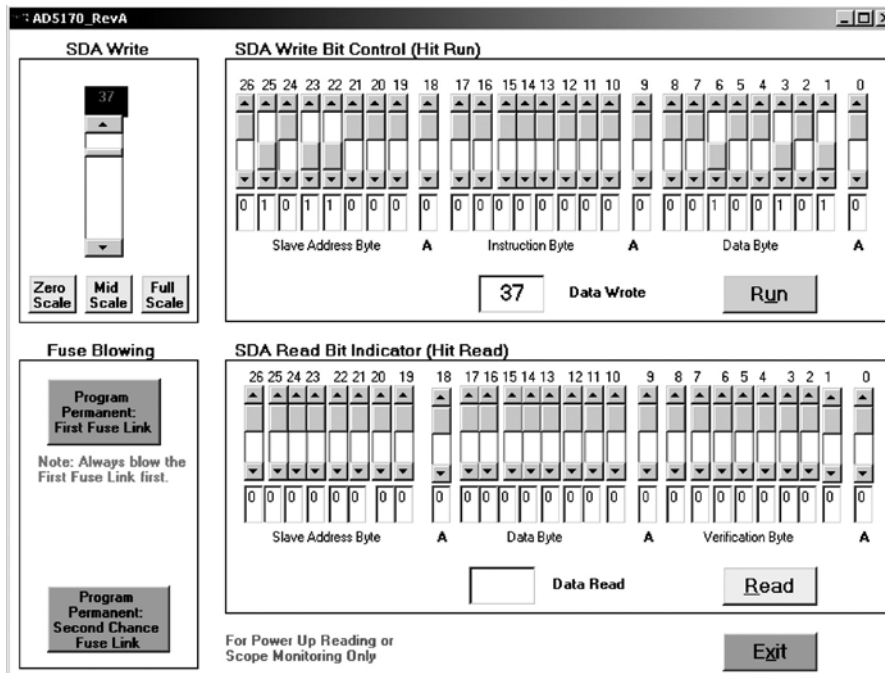 AD5170_RevA
SDA Write
37
Zero Scale
Mid Scale
Full Scale
SDA Write Bit Control (Hit Run)
26 25 24 23 22 21 20 19 18 17 16 15 14 13 12 11 10 9 8 7 6 5 4 3 2 1 0
0 1 0 1 1 0 0 0 0 0 0 0 0 0 0 0 0 0 0 0 1 0 0 1 0 1 0
Slave Address Byte A Instruction Byte A Data Byte A
37 Data Wrote Run
Fuse Blowing
Program
Permanent:
First Fuse Link
Note: Always blow the
First Fuse Link first.
Program
Permanent:
Second Chance
Fuse Link
SDA Read Bit Indicator (Hit Read)
26 25 24 23 22 21 20 19 18 17 16 15 14 13 12 11 10 9 8 7 6 5 4 3 2 1 0
0 0 0 0 0 0 0 0 0 0 0 0 0 0 0 0 0 0 0 0 0 0 0 0 0 0 0
Slave Address Byte A Data Byte A Verification Byte A
Data Read Read
For Power Up Reading or
Scope Monitoring Only
Exit